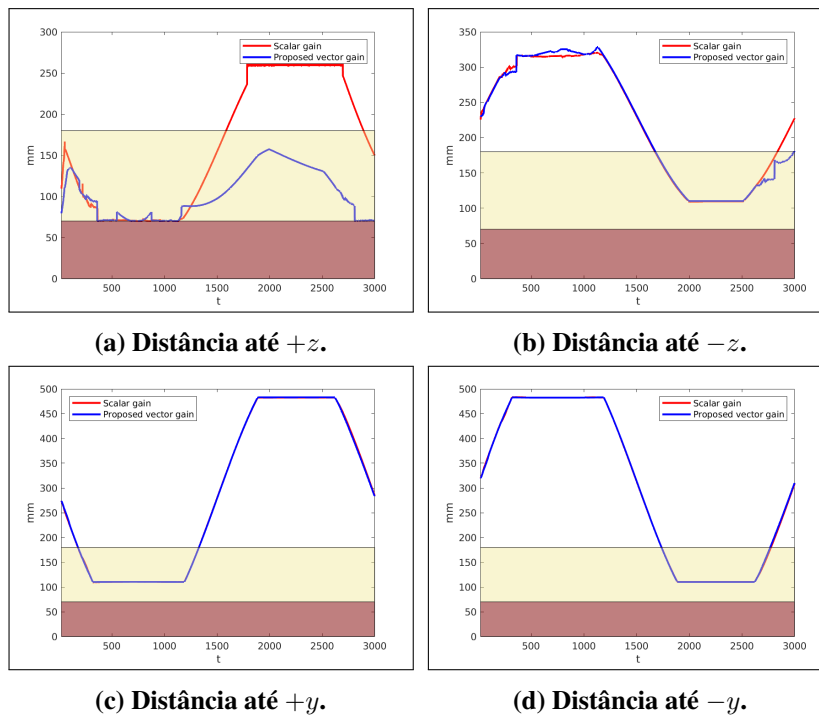 300
250
200
150
100
50
0
mm
500 1000 1500 2000 2500 3000
t
Scalar gain
Proposed vector gain
(a) Distância até +z.
350
300
250
200
150
100
50
0
mm
500 1000 1500 2000 2500 3000
t
Scalar gain
Proposed vector gain
(b) Distância até −z.
500
450
400
350
300
250
200
150
100
50
0
mm
500 1000 1500 2000 2500 3000
t
Scalar gain
Proposed vector gain
(c) Distância até +y.
500
450
400
350
300
250
200
150
100
50
0
mm
500 1000 1500 2000 2500 3000
t
Scalar gain
Proposed vector gain
(d) Distância até −y.